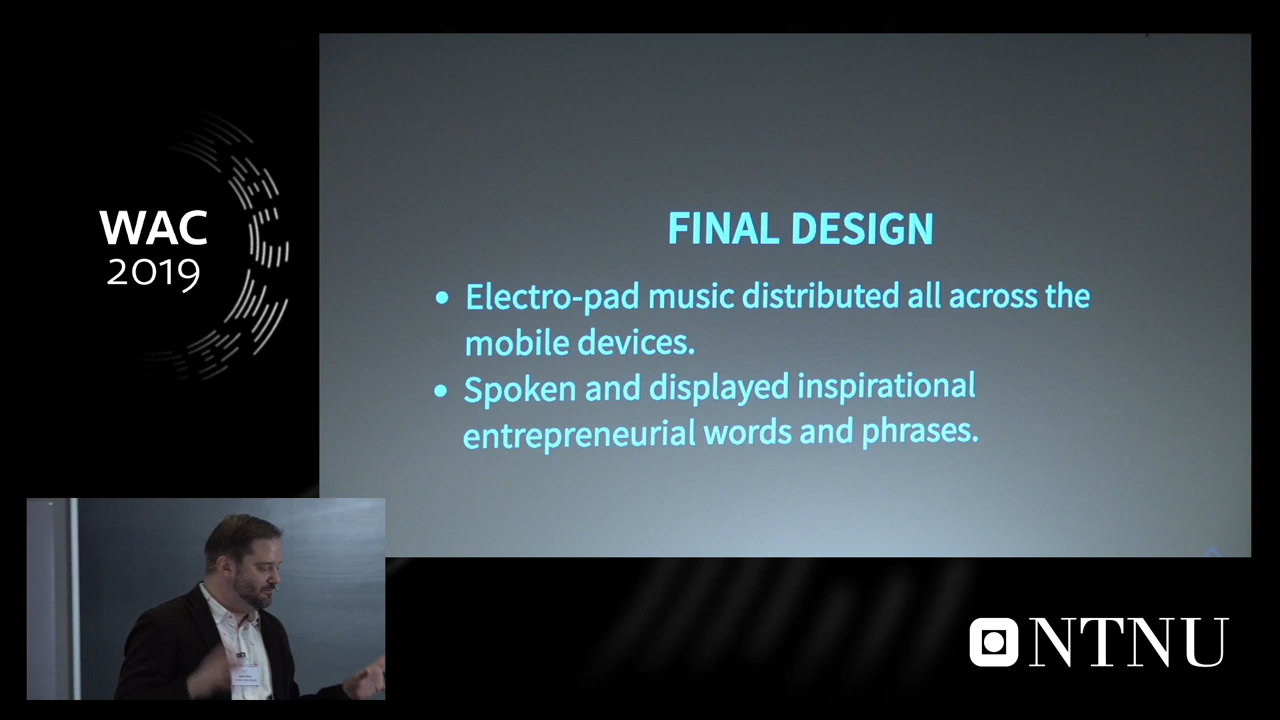 WAC
2019
FINAL DESIGN
• Electro-pad music distributed all across the
mobile devices.
• Spoken and displayed inspirational
entrepreneurial words and phrases.
NTNU